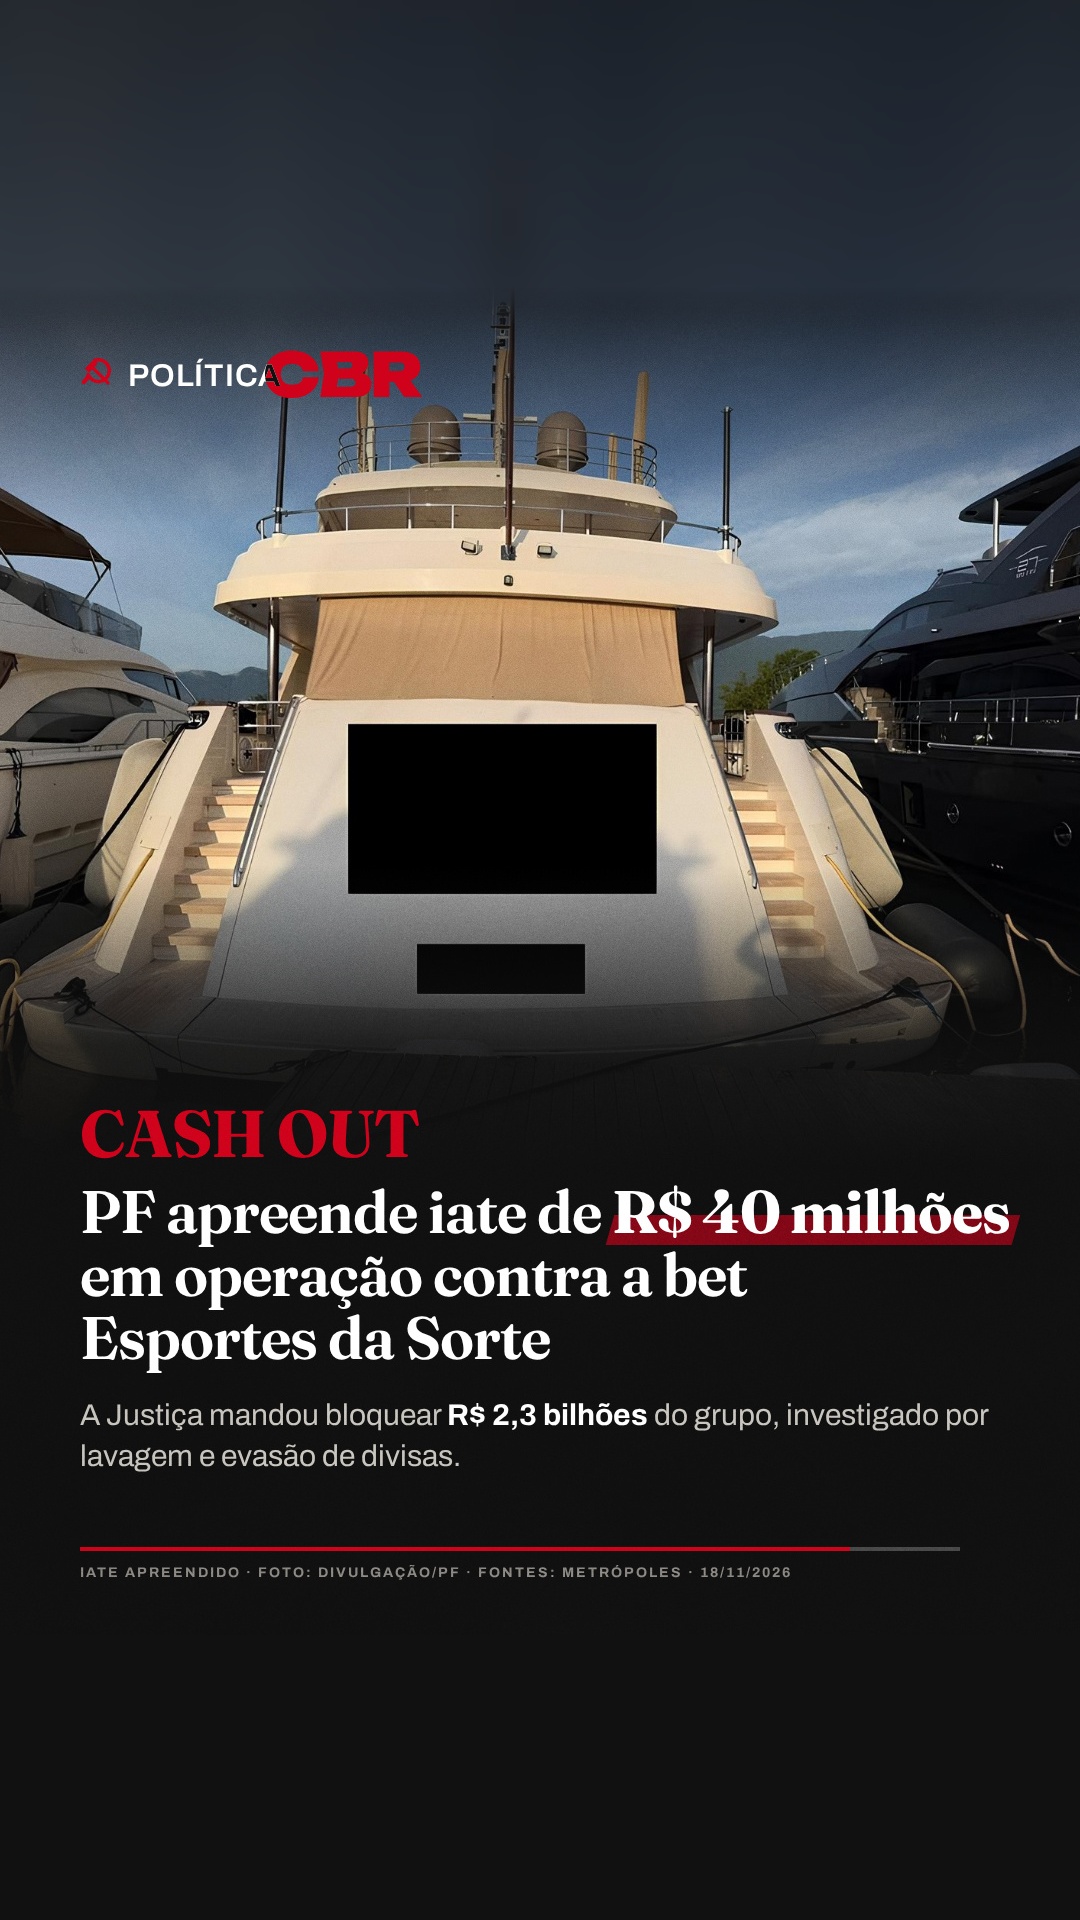 POLÍTICA CBR
CASH OUT
PF apreende iate de R$ 40 milhões
em operação contra a bet
Esportes da Sorte
A Justiça mandou bloquear R$ 2,3 bilhões do grupo, investigado por
lavagem e evasão de divisas.
IATE APREENDIDO · FOTO: DIVULGAÇÃO/PF · FONTES: METRÓPOLES · 18/11/2026